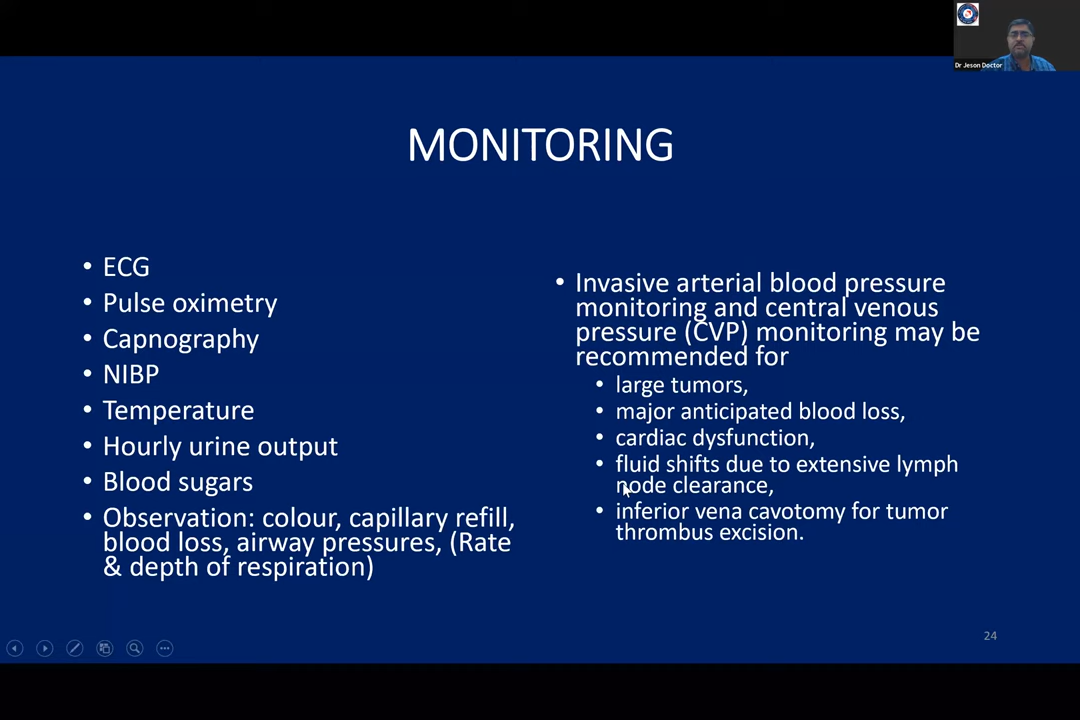 Dr Jeson Doctor
MONITORING
• ECG
• Pulse oximetry
• Capnography
• NIBP
• Temperature
• Hourly urine output
• Blood sugars
• Observation: colour, capillary refill,
blood loss, airway pressures, (Rate
& depth of respiration)
• Invasive arterial blood pressure
monitoring and central venous
pressure (CVP) monitoring may be
recommended for
• large tumors,
• major anticipated blood loss,
• cardiac dysfunction,
• fluid shifts due to extensive lymph
node clearance,
• inferior vena cavotomy for tumor
thrombus excision.
24